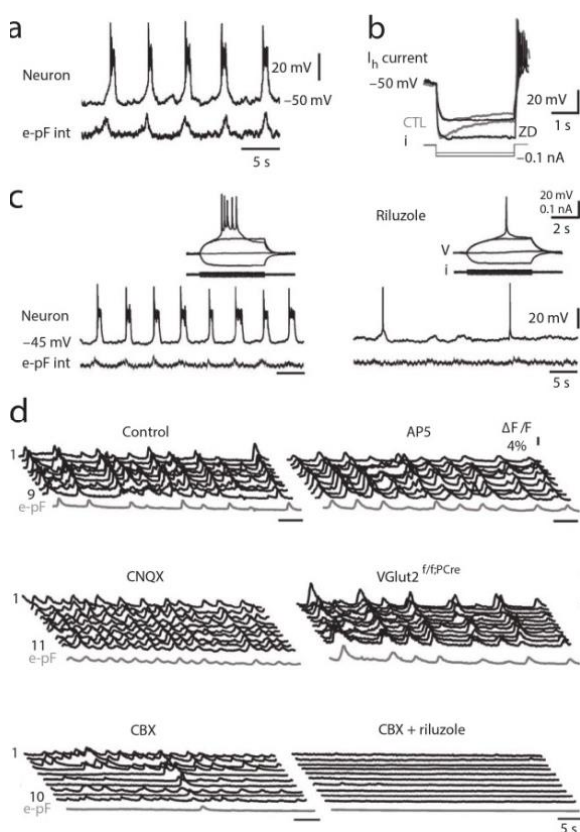 a
Neuron
20 mV
–50 mV
e-pF int
5 s
b
Ih current
–50 mV
20 mV
1 s
CTL
ZD
i
–0.1 nA
c
Riluzole
20 mV
0.1 nA
2 s
V
i
Neuron
–45 mV
20 mV
e-pF int
5 s
d
Control
AP5
ΔF/F
4%
1
9
e-pF
CNQX
VGlut2 f/f;PCre
1
11
e-pF
CBX
CBX + riluzole
1
10
e-pF
5 s